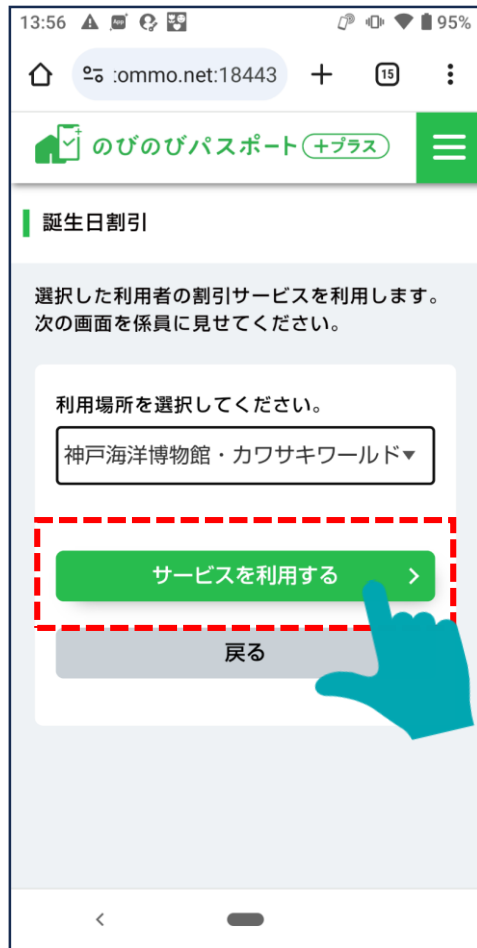 13:56
95%
:ommo.net:18443
15
のびのびパスポート +プラス
誕生日割引
選択した利用者の割引サービスを利用します。
次の画面を係員に見せてください。
利用場所を選択してください。
神戸海洋博物館・カワサキワールド▼
サービスを利用する
戻る